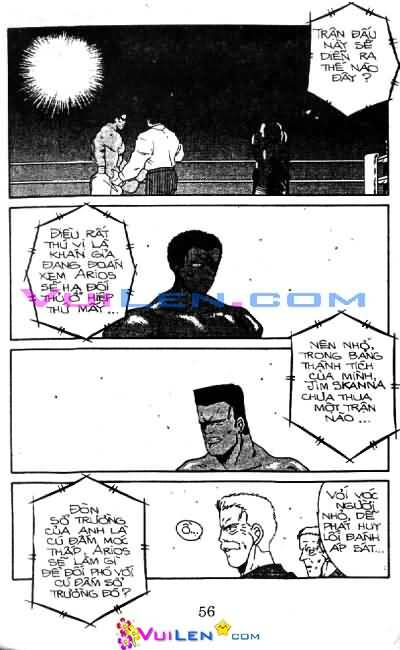 TRẬN ĐẤU
NÀY SẼ
DIỄN RA
THẾ NÀO
ĐÂY?
ĐIỀU RẤT
THÚ VỊ LÀ
KHÁN GIẢ
ĐANG ĐOÁN
XEM ARIOS
SẼ HẠ ĐỐI
THỦ Ở HIỆP
THỨ MẤY...
VUILEN.COM
NÊN NHỚ,
TRONG BẢNG
THÀNH TÍCH
CỦA MÌNH,
JIM SKANNA
CHƯA THUA
MỘT TRẬN
NÀO...
VỚI VÓC
NGƯỜI
NHỎ, DỄ
PHÁT HUY
LỐI ĐÁNH
ÁP SÁT...
Ồ...
ĐÒN
SỞ TRƯỜNG
CỦA ANH LÀ
CÚ ĐẤM MÓC
THẤP, ARIOS
SẼ LÀM GÌ
ĐỂ ĐỐI PHÓ VỚI
CÚ ĐẤM SỞ
TRƯỜNG ĐÓ?
56
VUILEN.COM